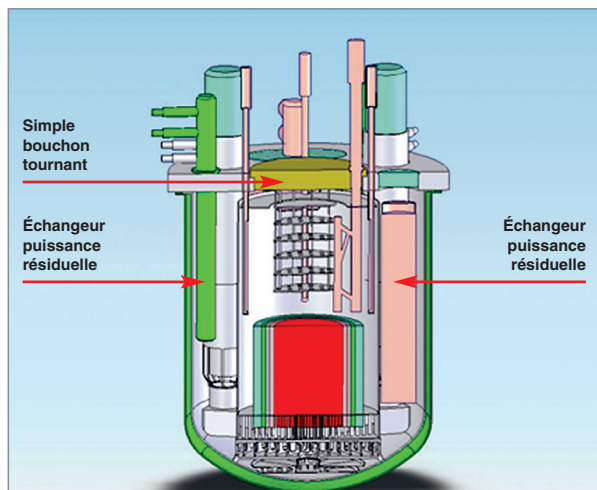 Simple
bouchon
tournant
Échangeur
puissance
résiduelle
Échangeur
puissance
résiduelle